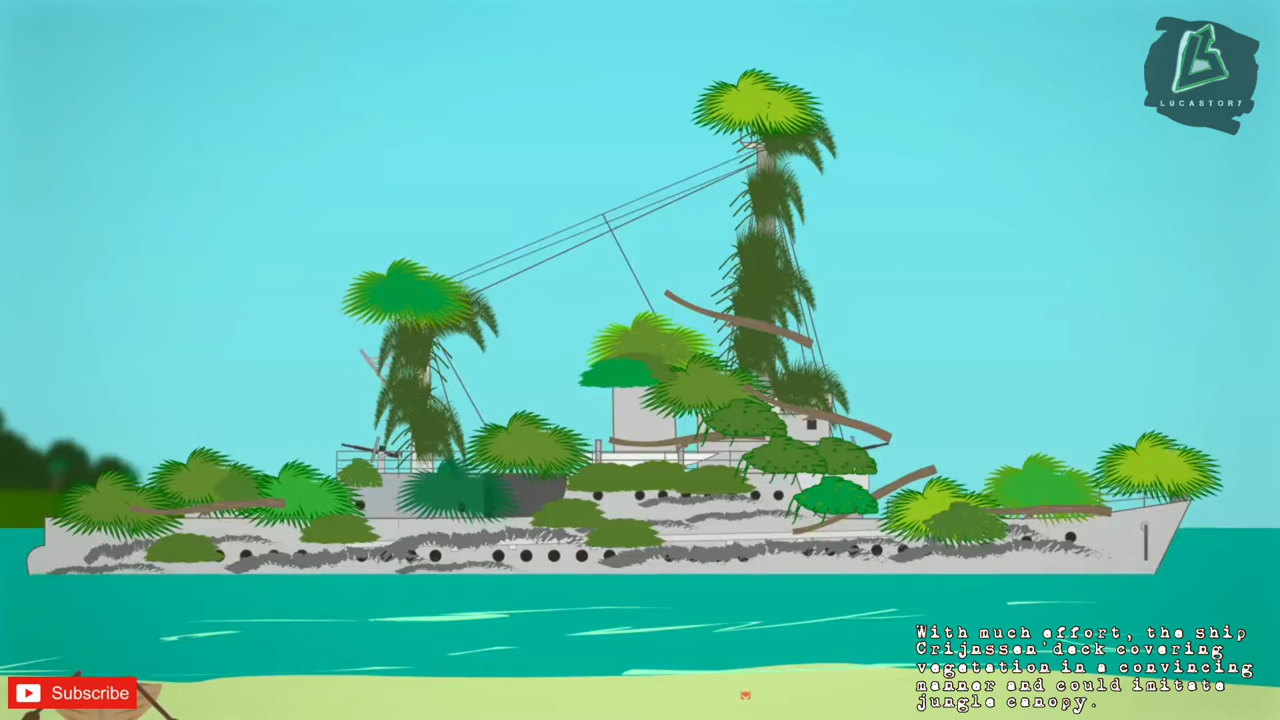 LUCASTOR7
With much effort, the ship
Crijnssen'deck covering
vegetation in a convincing
manner and could imitate
jungle canopy.
Subscribe